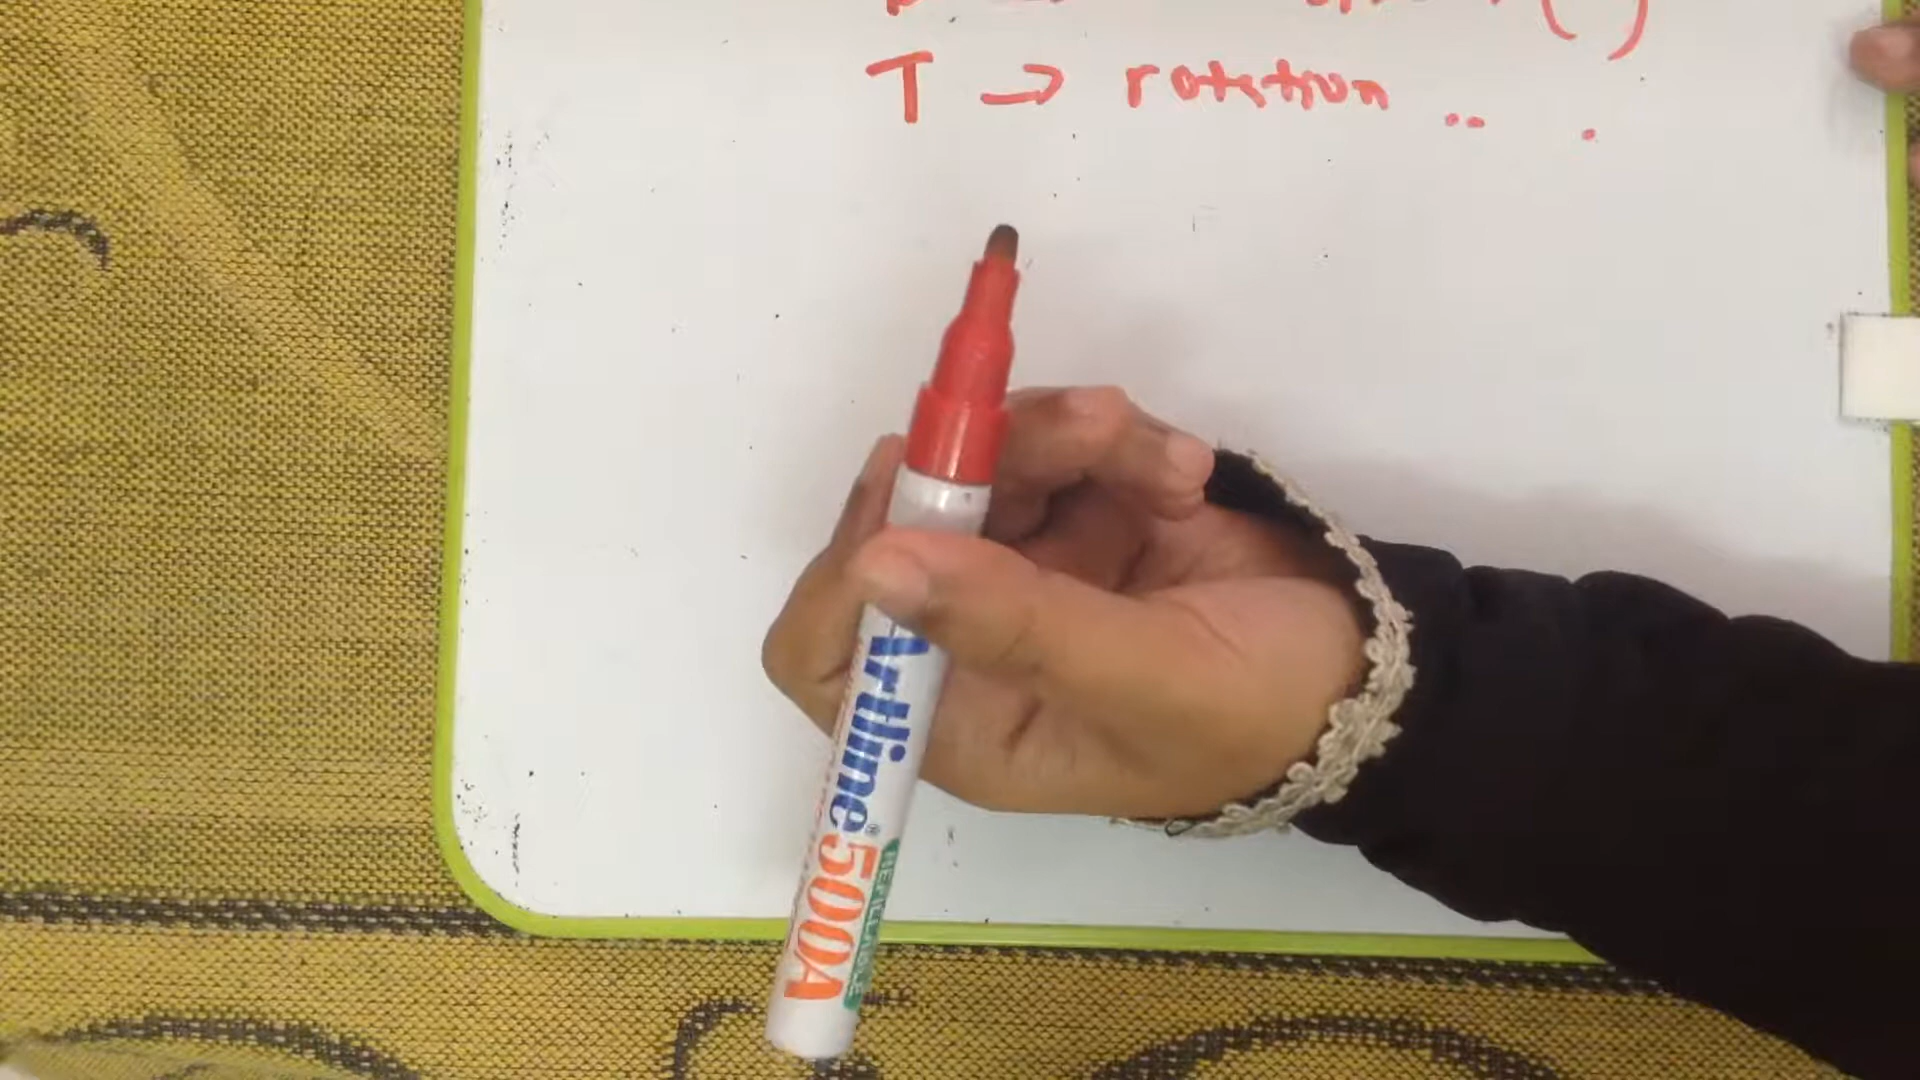 T → rotation .. .
Artline 500A
REFILLABLE